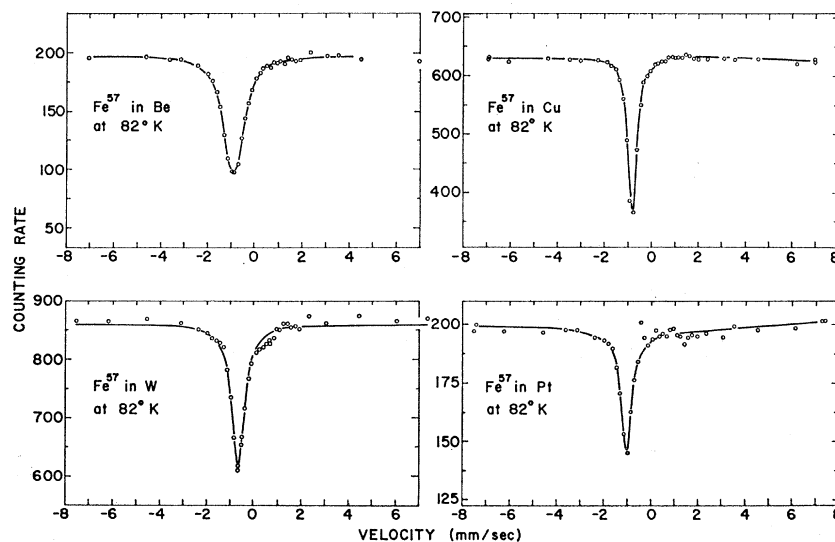 200
150
100
50
Fe57 in Be
at 82° K
-8 -6 -4 -2 0 2 4 6
600
500
400
Fe57 in Cu
at 82° K
-8 -6 -4 -2 0 2 4 6 8
COUNTING RATE
900
800
700
600
Fe57 in W
at 82° K
-8 -6 -4 -2 0 2 4 6
200
175
150
125
Fe57 in Pt
at 82° K
-8 -6 -4 -2 0 2 4 6 8
VELOCITY (mm/sec)